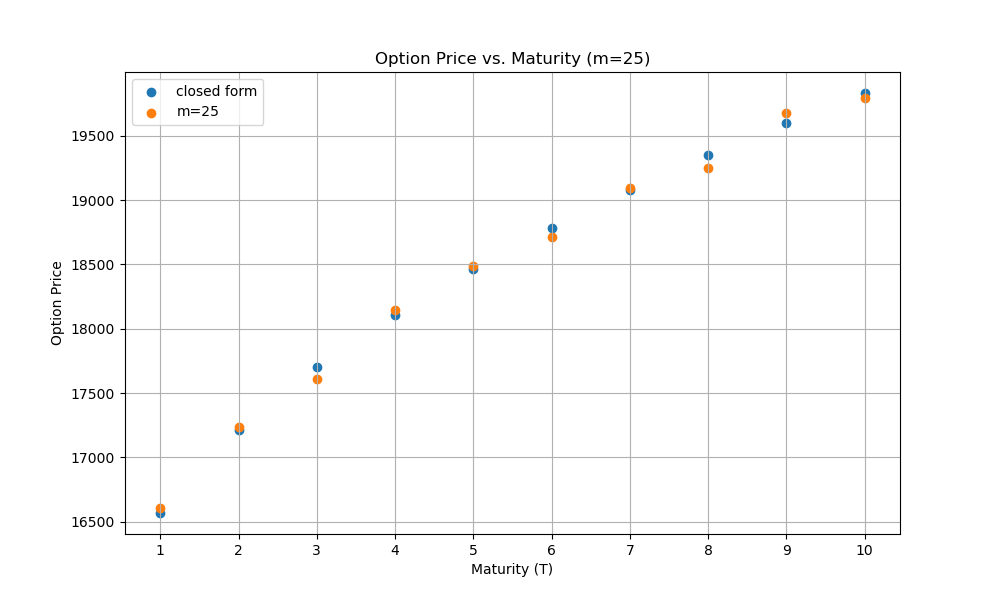 Option Price vs. Maturity (m=25)
closed form
m=25
Option Price
19500
19000
18500
18000
17500
17000
16500
1 2 3 4 5 6 7 8 9 10
Maturity (T)